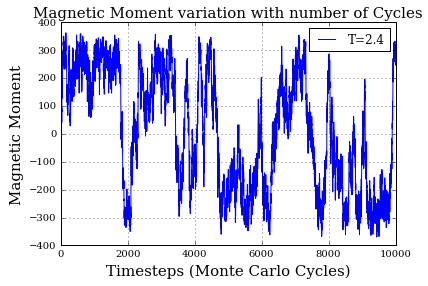 Magnetic Moment variation with number of Cycles
T=2.4
Magnetic Moment
400
300
200
100
0
−100
−200
−300
−400
0 2000 4000 6000 8000 10000
Timesteps (Monte Carlo Cycles)